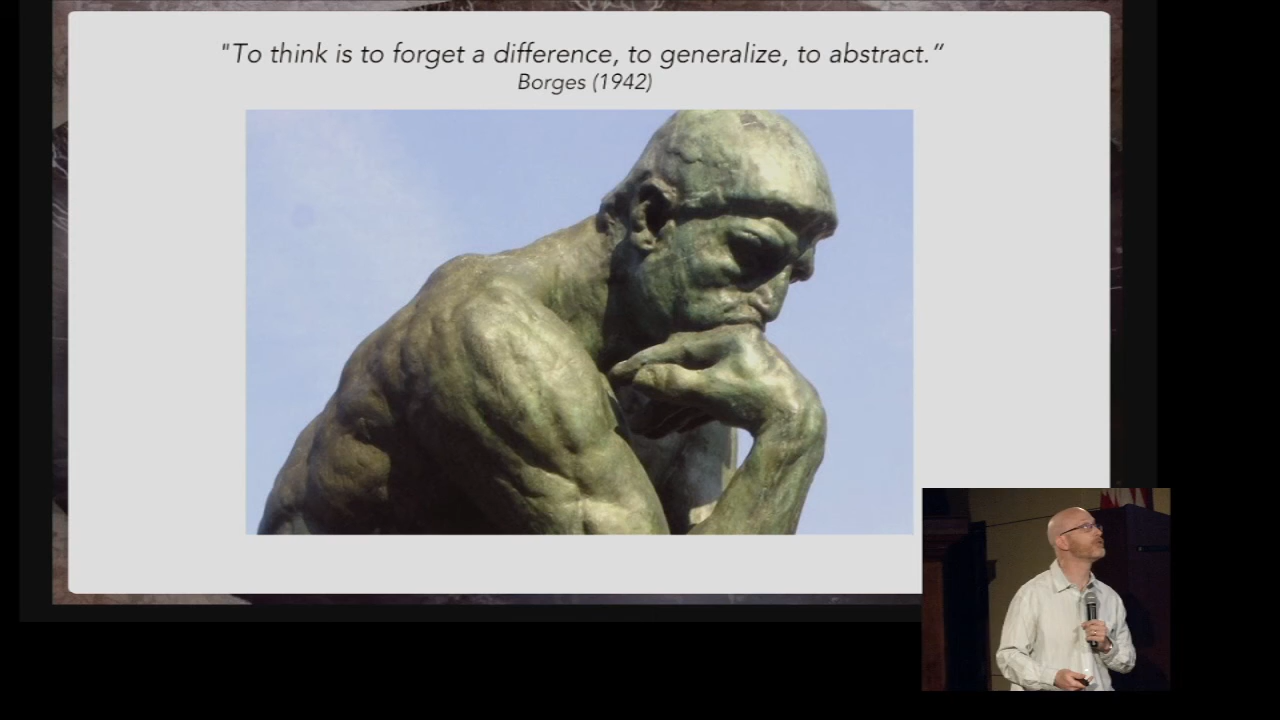 "To think is to forget a difference, to generalize, to abstract.”
Borges (1942)